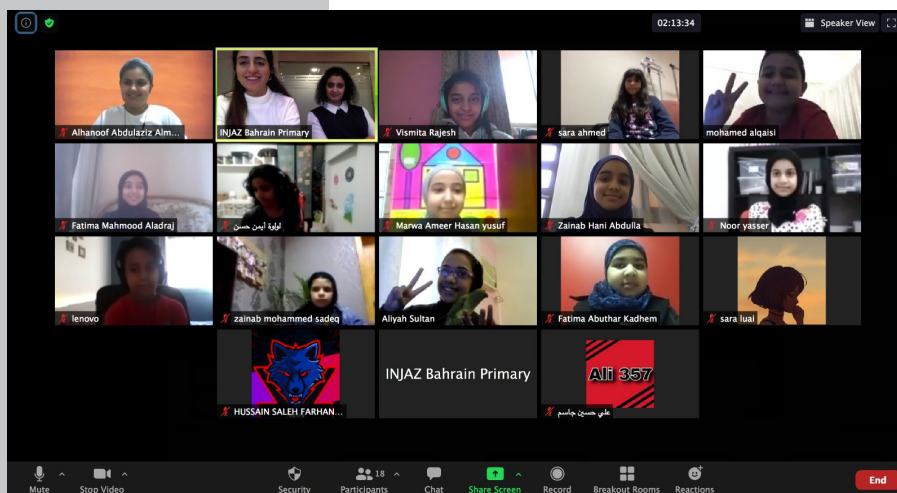 02:13:34
Speaker View
Alhanoof Abdulaziz Alm...
INJAZ Bahrain Primary
Vismita Rajesh
sara ahmed
mohamed alqaisi
Fatima Mahmood Aladraj
لولوة أيمن حسن
Marwa Ameer Hasan yusuf
Zainab Hani Abdulla
Noor yasser
lenovo
zainab mohammed sadeq
Aliyah Sultan
Fatima Abuthar Kadhem
sara luai
HUSSAIN SALEH FARHAN...
INJAZ Bahrain Primary
Ali 357
علي حسين جاسم
Mute
Stop Video
Security
18
Participants
Chat
Share Screen
Record
Breakout Rooms
Reactions
End